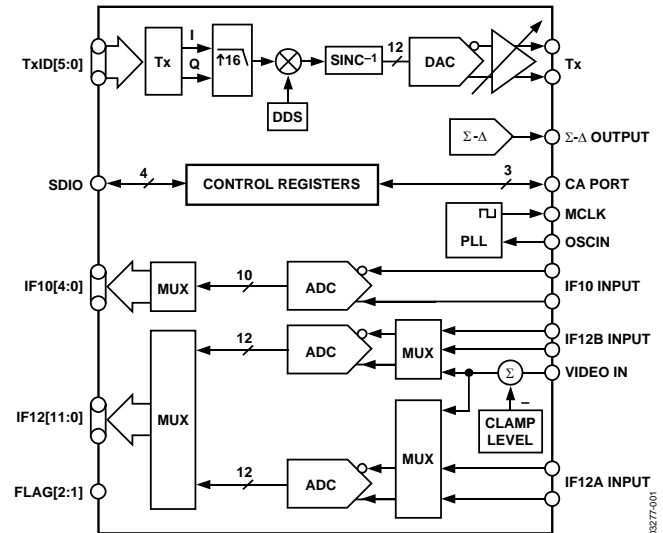 TxID[5:0]
Tx
I
Q
↑16
DDS
SINC–1
12
DAC
Tx
Σ-Δ
Σ-Δ OUTPUT
SDIO
4
CONTROL REGISTERS
3
CA PORT
MCLK
PLL
OSCIN
IF10[4:0]
MUX
10
ADC
IF10 INPUT
12
ADC
MUX
IF12B INPUT
VIDEO IN
Σ
–
CLAMP
LEVEL
IF12[11:0]
MUX
MUX
FLAG[2:1]
12
ADC
IF12A INPUT
03277-001